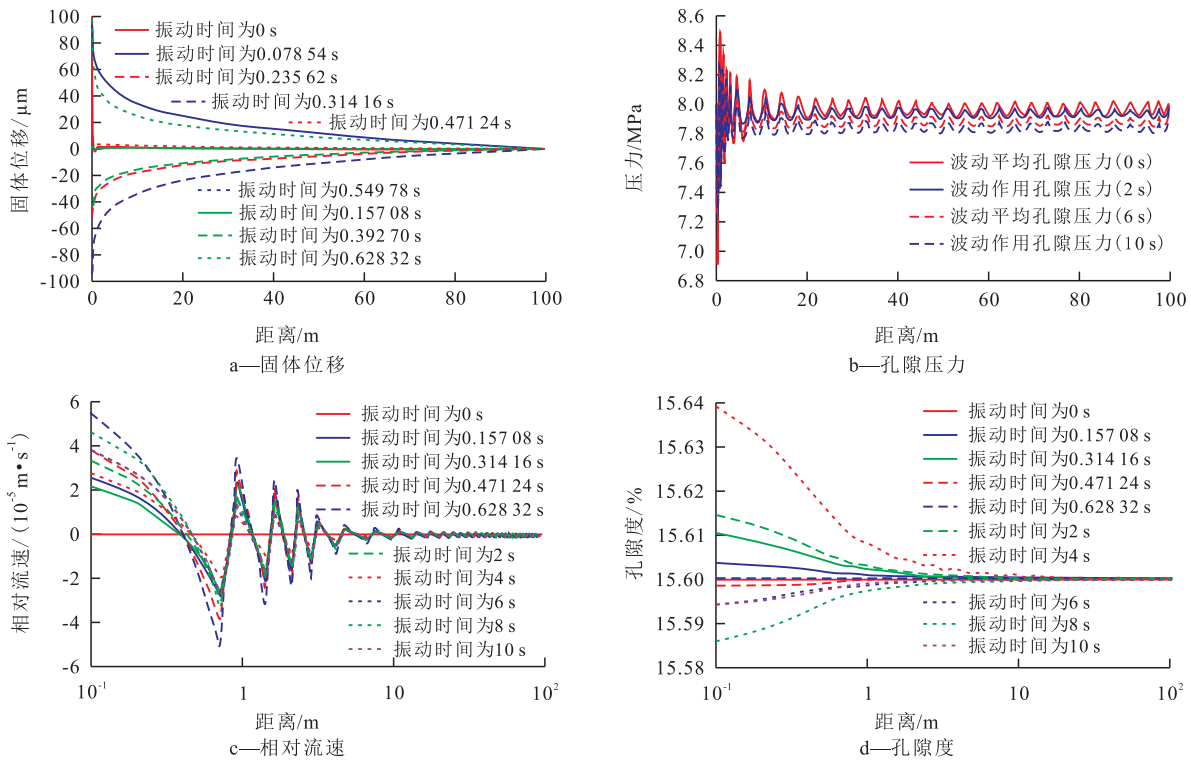 100
80
60
40
20
0
-20
-40
-60
-80
-100
固体位移/μm
振动时间为0 s
振动时间为0.078 54 s
振动时间为0.235 62 s
振动时间为0.314 16 s
振动时间为0.471 24 s
振动时间为0.549 78 s
振动时间为0.157 08 s
振动时间为0.392 70 s
振动时间为0.628 32 s
0 20 40 60 80 100
距离/m
a—固体位移
8.6
8.4
8.2
8.0
7.8
7.6
7.4
7.2
7.0
6.8
压力/MPa
波动平均孔隙压力(0 s)
波动作用孔隙压力(2 s)
波动平均孔隙压力(6 s)
波动作用孔隙压力(10 s)
0 20 40 60 80 100
距离/m
b—孔隙压力
6
4
2
0
-2
-4
-6
相对流速/(10⁻⁵ m•s⁻¹)
振动时间为0 s
振动时间为0.157 08 s
振动时间为0.314 16 s
振动时间为0.471 24 s
振动时间为0.628 32 s
振动时间为2 s
振动时间为4 s
振动时间为6 s
振动时间为8 s
振动时间为10 s
10⁻¹ 1 10 10²
距离/m
c—相对流速
15.64
15.63
15.62
15.61
15.60
15.59
15.58
孔隙度/%
振动时间为0 s
振动时间为0.157 08 s
振动时间为0.314 16 s
振动时间为0.471 24 s
振动时间为0.628 32 s
振动时间为2 s
振动时间为4 s
振动时间为6 s
振动时间为8 s
振动时间为10 s
10⁻¹ 1 10 10²
距离/m
d—孔隙度